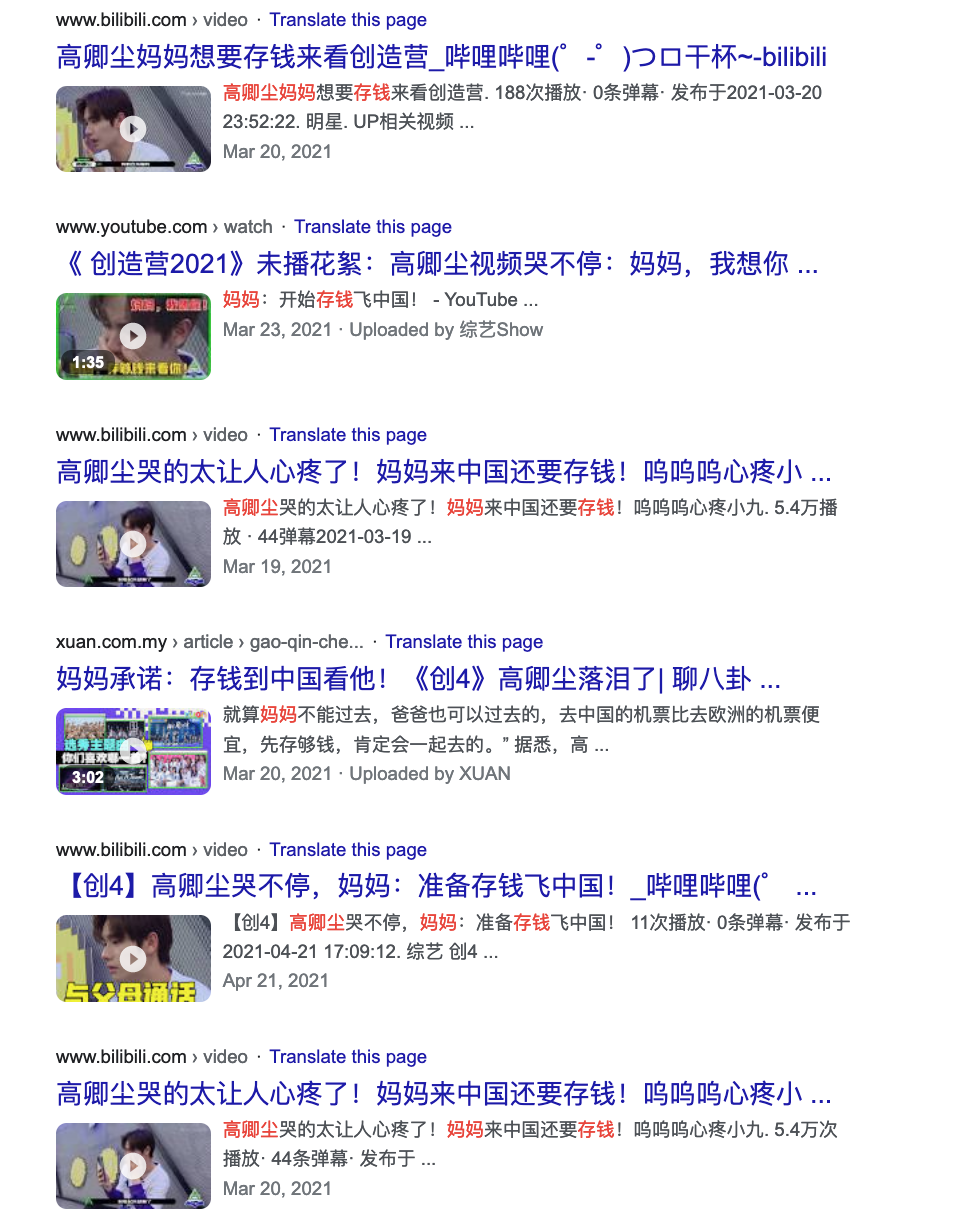 www.bilibili.com › video · Translate this page
高卿尘妈妈想要存钱来看创造营_哔哩哔哩(゜-゜)つロ干杯~-bilibili
高卿尘妈妈想要存钱来看创造营. 188次播放· 0条弹幕· 发布于2021-03-20
23:52:22. 明星. UP相关视频 ...
Mar 20, 2021
www.youtube.com › watch · Translate this page
《 创造营2021》未播花絮：高卿尘视频哭不停：妈妈，我想你 ...
妈妈：开始存钱飞中国！ - YouTube ...
Mar 23, 2021 · Uploaded by 综艺Show
1:35
www.bilibili.com › video · Translate this page
高卿尘哭的太让人心疼了！妈妈来中国还要存钱！呜呜呜心疼小 ...
高卿尘哭的太让人心疼了！妈妈来中国还要存钱！呜呜呜心疼小九. 5.4万播
放 · 44弹幕2021-03-19 ...
Mar 19, 2021
xuan.com.my › article › gao-qin-che... · Translate this page
妈妈承诺：存钱到中国看他！《创4》高卿尘落泪了| 聊八卦 ...
就算妈妈不能过去，爸爸也可以过去的，去中国的机票比去欧洲的机票便
宜，先存够钱，肯定会一起去的。” 据悉，高 ...
Mar 20, 2021 · Uploaded by XUAN
3:02
www.bilibili.com › video · Translate this page
【创4】高卿尘哭不停，妈妈：准备存钱飞中国！_哔哩哔哩(゜ ...
【创4】高卿尘哭不停，妈妈：准备存钱飞中国！ 11次播放· 0条弹幕· 发布于
2021-04-21 17:09:12. 综艺 创4 ...
Apr 21, 2021
与父母通话
www.bilibili.com › video · Translate this page
高卿尘哭的太让人心疼了！妈妈来中国还要存钱！呜呜呜心疼小 ...
高卿尘哭的太让人心疼了！妈妈来中国还要存钱！呜呜呜心疼小九. 5.4万次
播放· 44条弹幕· 发布于 ...
Mar 20, 2021